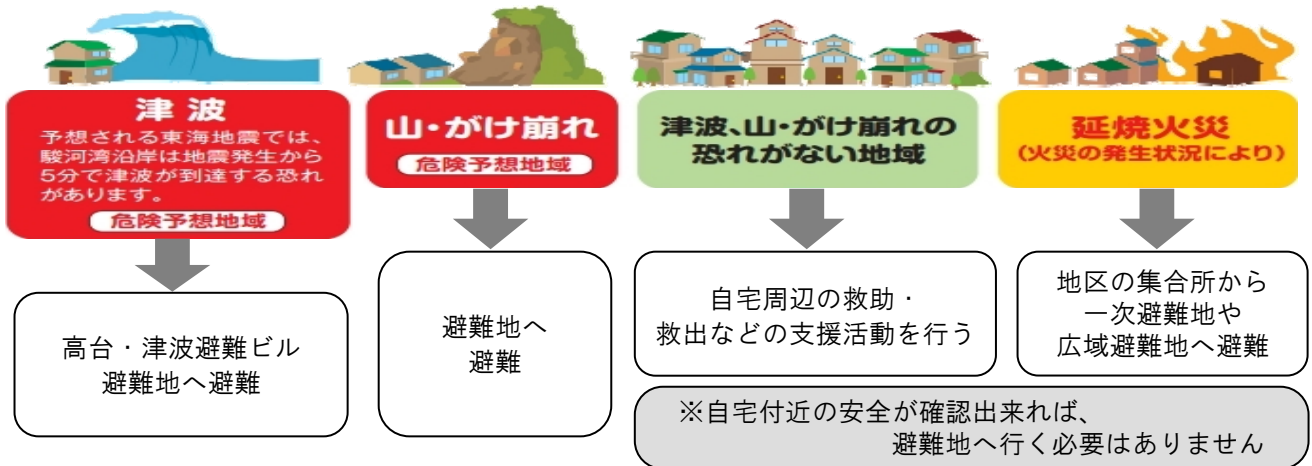 津波
予想される東海地震では、
駿河湾沿岸は地震発生から
5分で津波が到達する恐れ
があります。
危険予想地域
高台・津波避難ビル
避難地へ避難
山・がけ崩れ
危険予想地域
避難地へ
避難
津波、山・がけ崩れの
恐れがない地域
自宅周辺の救助・
救出などの支援活動を行う
延焼火災
(火災の発生状況により)
地区の集合所から
一次避難地や
広域避難地へ避難
※自宅付近の安全が確認出来れば、
避難地へ行く必要はありません